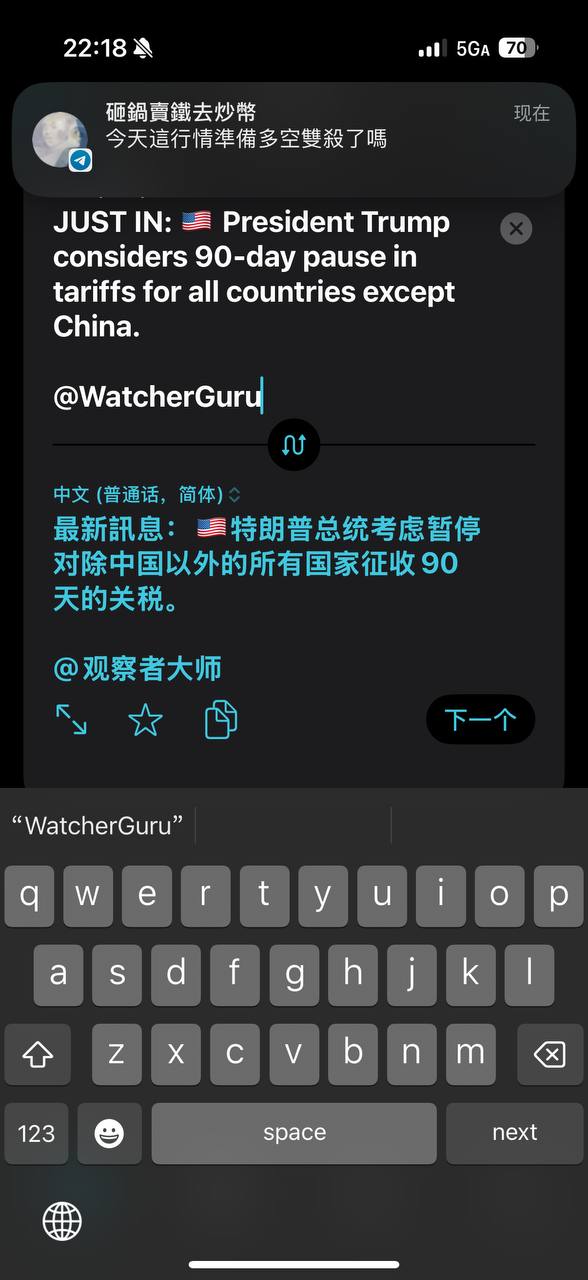 22:18
5GA 70
砸鍋賣鐵去炒幣
现在
今天這行情準備多空雙殺了嗎
JUST IN: 🇺🇸 President Trump
considers 90-day pause in
tariffs for all countries except
China.
@WatcherGuru
中文 (普通话，简体)
最新訊息： 🇺🇸特朗普总统考虑暂停
对除中国以外的所有国家征收 90
天的关税。
@观察者大师
下一个
“WatcherGuru”
q w e r t y u i o p
a s d f g h j k l
z x c v b n m
123 space next